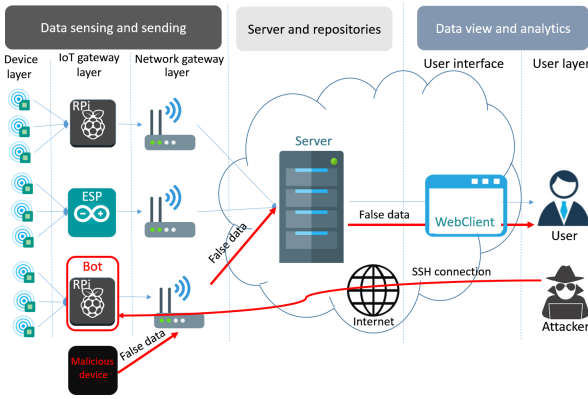 Data sensing and sending
Server and repositories
Data view and analytics
Device
layer
IoT gateway
layer
Network gateway
layer
User interface
User layer
RPi
ESP
Bot
RPi
Malicious
device
False data
False data
Server
False data
WebClient
User
SSH connection
Internet
Attacker